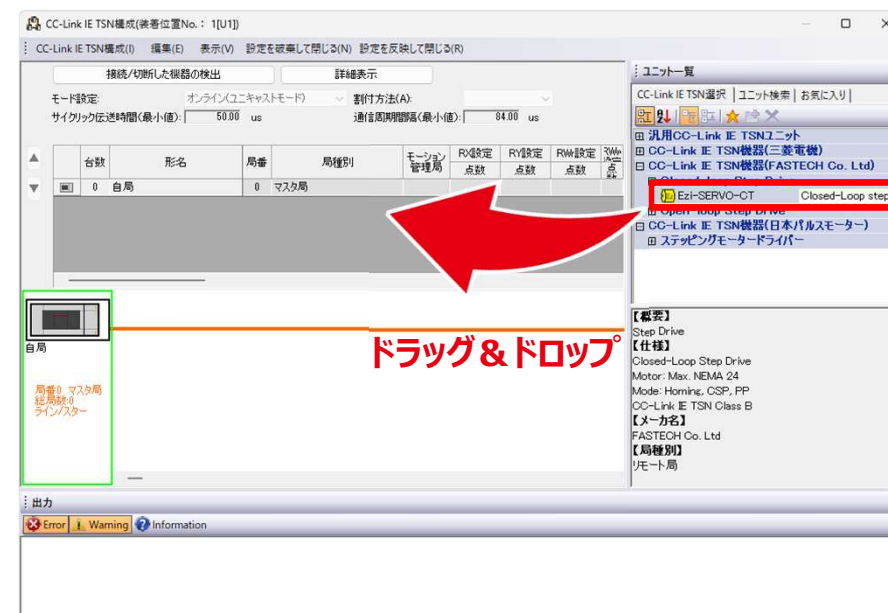 CC-Link IE TSN構成(装着位置No.: 1[U1])
CC-Link IE TSN構成(I) 編集(E) 表示(V) 設定を破棄して閉じる(N) 設定を反映して閉じる(R)
接続/切断した機器の検出 詳細表示
モード設定: オンライン(ユニキャストモード) 割付方法(A):
サイクリック伝送時間(最小値): 50.00 us 通信周期間隔(最小値): 84.00 us
台数 形名 局番 局種別 モーション管理局 RX設定 RY設定 RWr設定
点数 点数 点数 点
0 自局 0 マスタ局
ユニット一覧
CC-Link IE TSN選択 ユニット検索 お気に入り
汎用CC-Link IE TSNユニット
CC-Link IE TSN機器(三菱電機)
CC-Link IE TSN機器(FASTECH Co. Ltd)
Closed-loop Step Drive
Ezi-SERVO-CT Closed-Loop step
Open-loop Step Drive
CC-Link IE TSN機器(日本パルスモーター)
ステッピングモータードライバー
ドラッグ&ドロップ
自局
局番0 マスタ局
総局数:0
ライン/スター
【概要】
Step Drive
【仕様】
Closed-Loop Step Drive
Motor: Max. NEMA 24
Mode: Homing, CSP, PP
CC-Link IE TSN Class B
【メーカ名】
FASTECH Co. Ltd
【局種別】
リモート局
出力
Error Warning Information